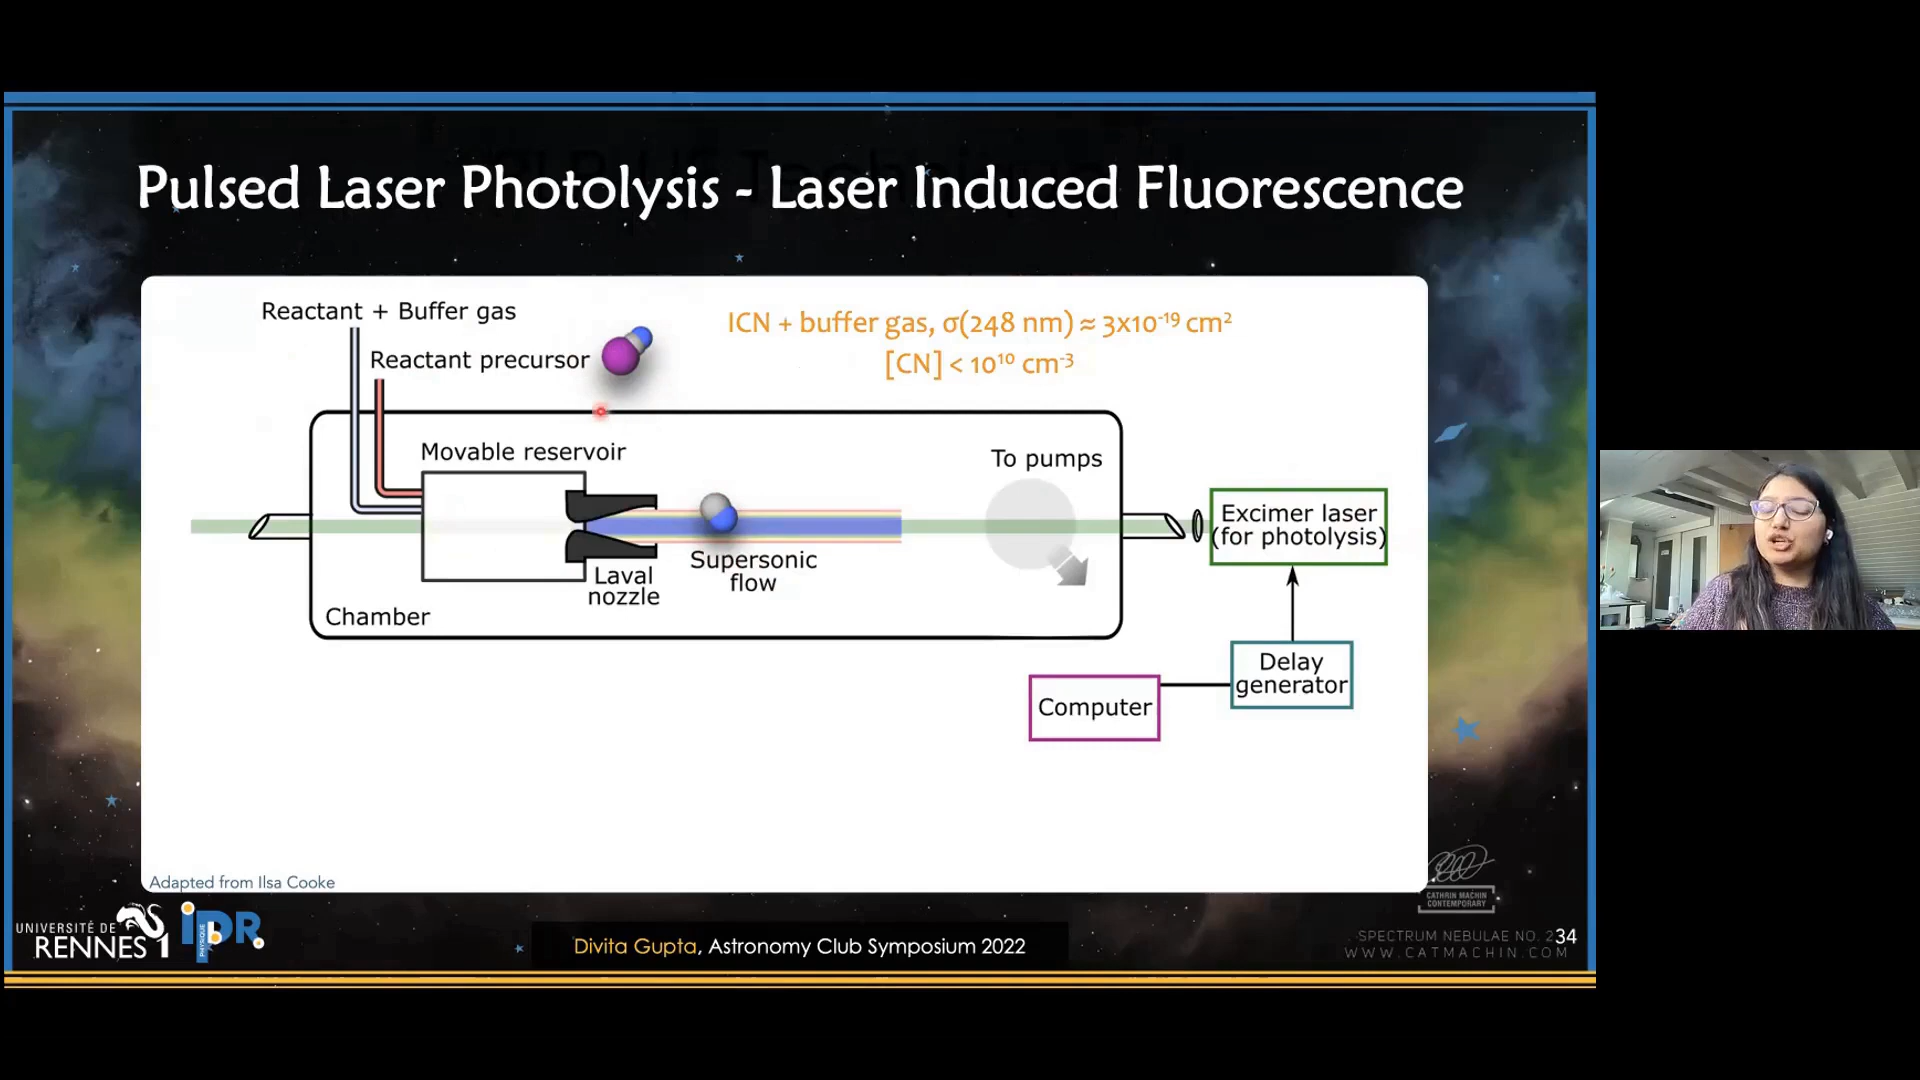 Pulsed Laser Photolysis - Laser Induced Fluorescence
Reactant + Buffer gas
Reactant precursor
ICN + buffer gas, σ(248 nm) ≈ 3x10⁻¹⁹ cm²
[CN] < 10¹⁰ cm⁻³
Movable reservoir
To pumps
Excimer laser
(for photolysis)
Supersonic
flow
Laval
nozzle
Chamber
Delay
generator
Computer
Adapted from Ilsa Cooke
UNIVERSITÉ DE
RENNES 1
iPR
PHYSIQUE
Divita Gupta, Astronomy Club Symposium 2022
CATHRIN MACHIN
CONTEMPORARY
SPECTRUM NEBULAE NO. 2
34
WWW.CATMACHIN.COM